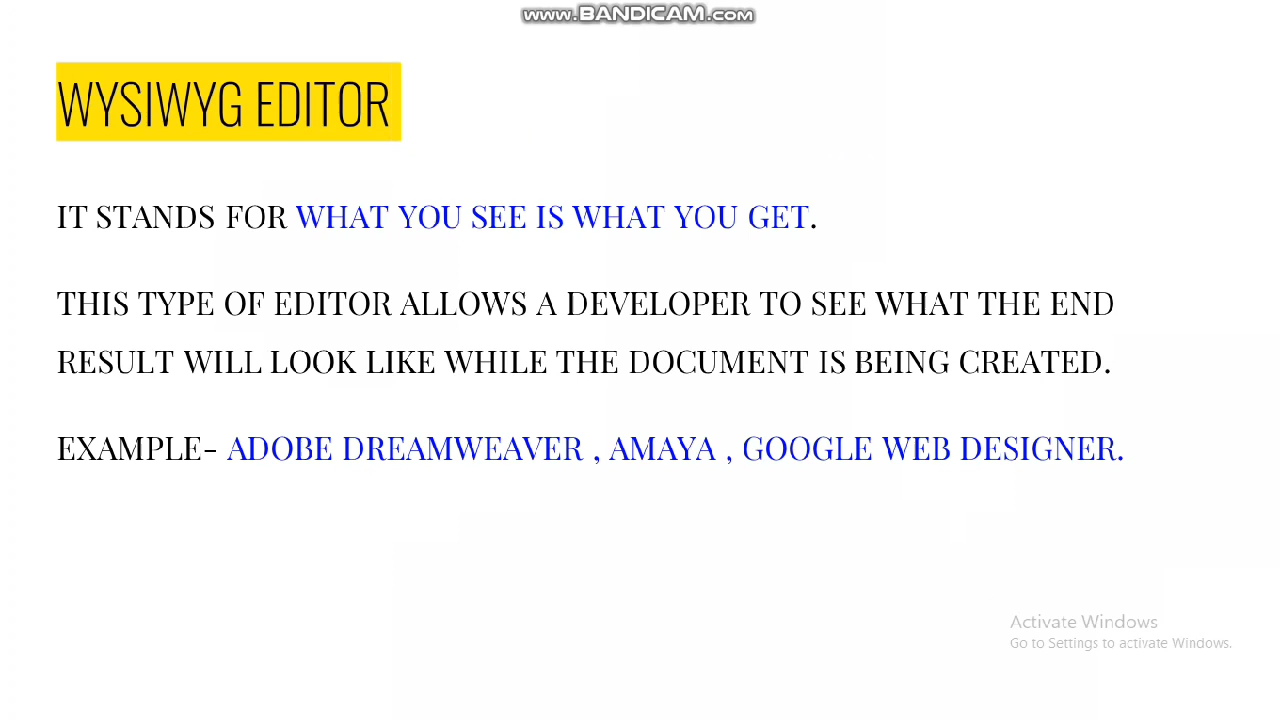 www.BANDICAM.com
WYSIWYG EDITOR
IT STANDS FOR WHAT YOU SEE IS WHAT YOU GET.
THIS TYPE OF EDITOR ALLOWS A DEVELOPER TO SEE WHAT THE END
RESULT WILL LOOK LIKE WHILE THE DOCUMENT IS BEING CREATED.
EXAMPLE- ADOBE DREAMWEAVER , AMAYA , GOOGLE WEB DESIGNER.
Activate Windows
Go to Settings to activate Windows.